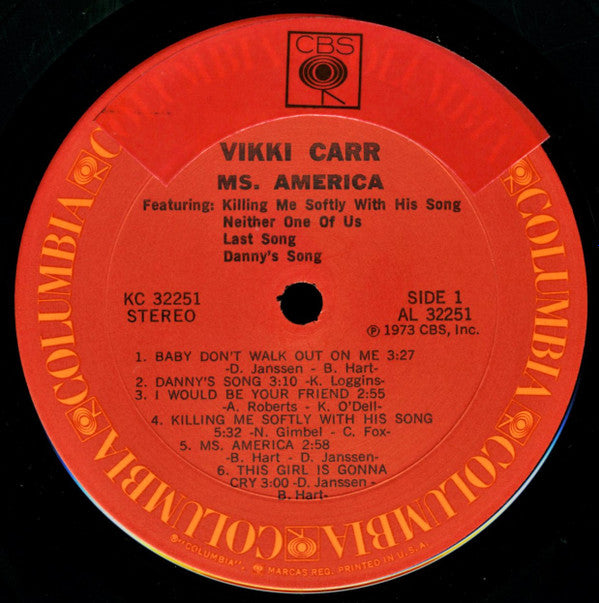 CBS
VIKKI CARR
MS. AMERICA
Featuring: Killing Me Softly With His Song
Neither One Of Us
Last Song
Danny's Song
KC 32251
STEREO
SIDE 1
AL 32251
Ⓟ 1973 CBS, Inc.
1. BABY DON'T WALK OUT ON ME 3:27
-D. Janssen - B. Hart-
2. DANNY'S SONG 3:10 -K. Loggins-
3. I WOULD BE YOUR FRIEND 2:55
-A. Roberts - K. O'Dell-
4. KILLING ME SOFTLY WITH HIS SONG
5:32 -N. Gimbel - C. Fox-
5. MS. AMERICA 2:58
-B. Hart - D. Janssen-
6. THIS GIRL IS GONNA
CRY 3:00 -D. Janssen -
B. Hart-
COLUMBIA COLUMBIA COLUMBIA COLUMBIA COLUMBIA COLUMBIA
®"COLUMBIA", MARCAS REG. PRINTED IN U.S.A.